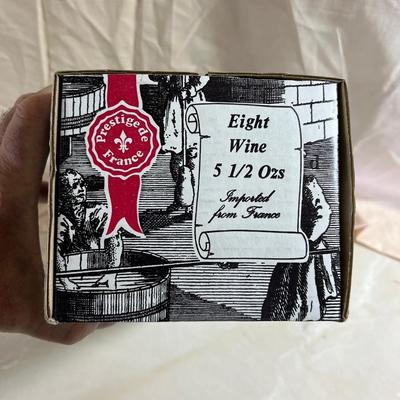 Prestige de
France
Eight
Wine
5 1/2 Ozs
Imported
from France